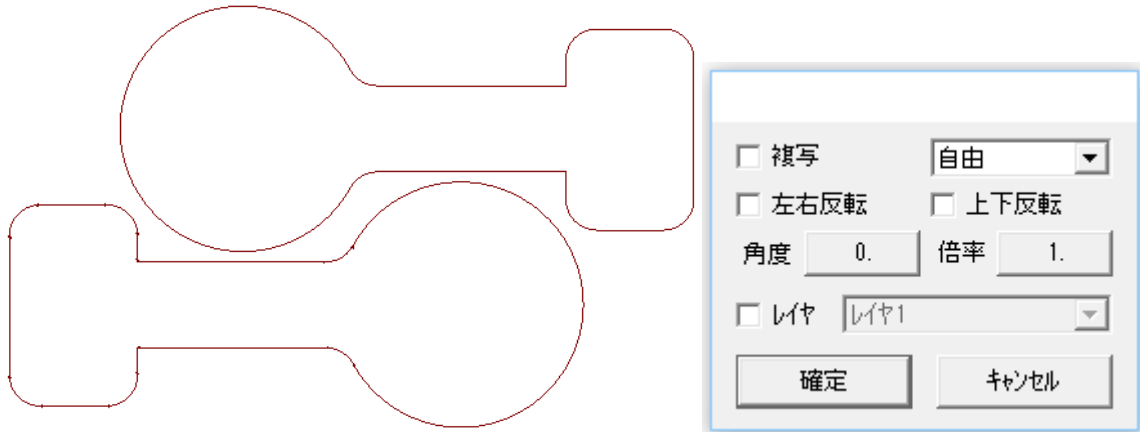 複写 自由
左右反転 上下反転
角度 0. 倍率 1.
レイヤ レイヤ1
確定 キャンセル